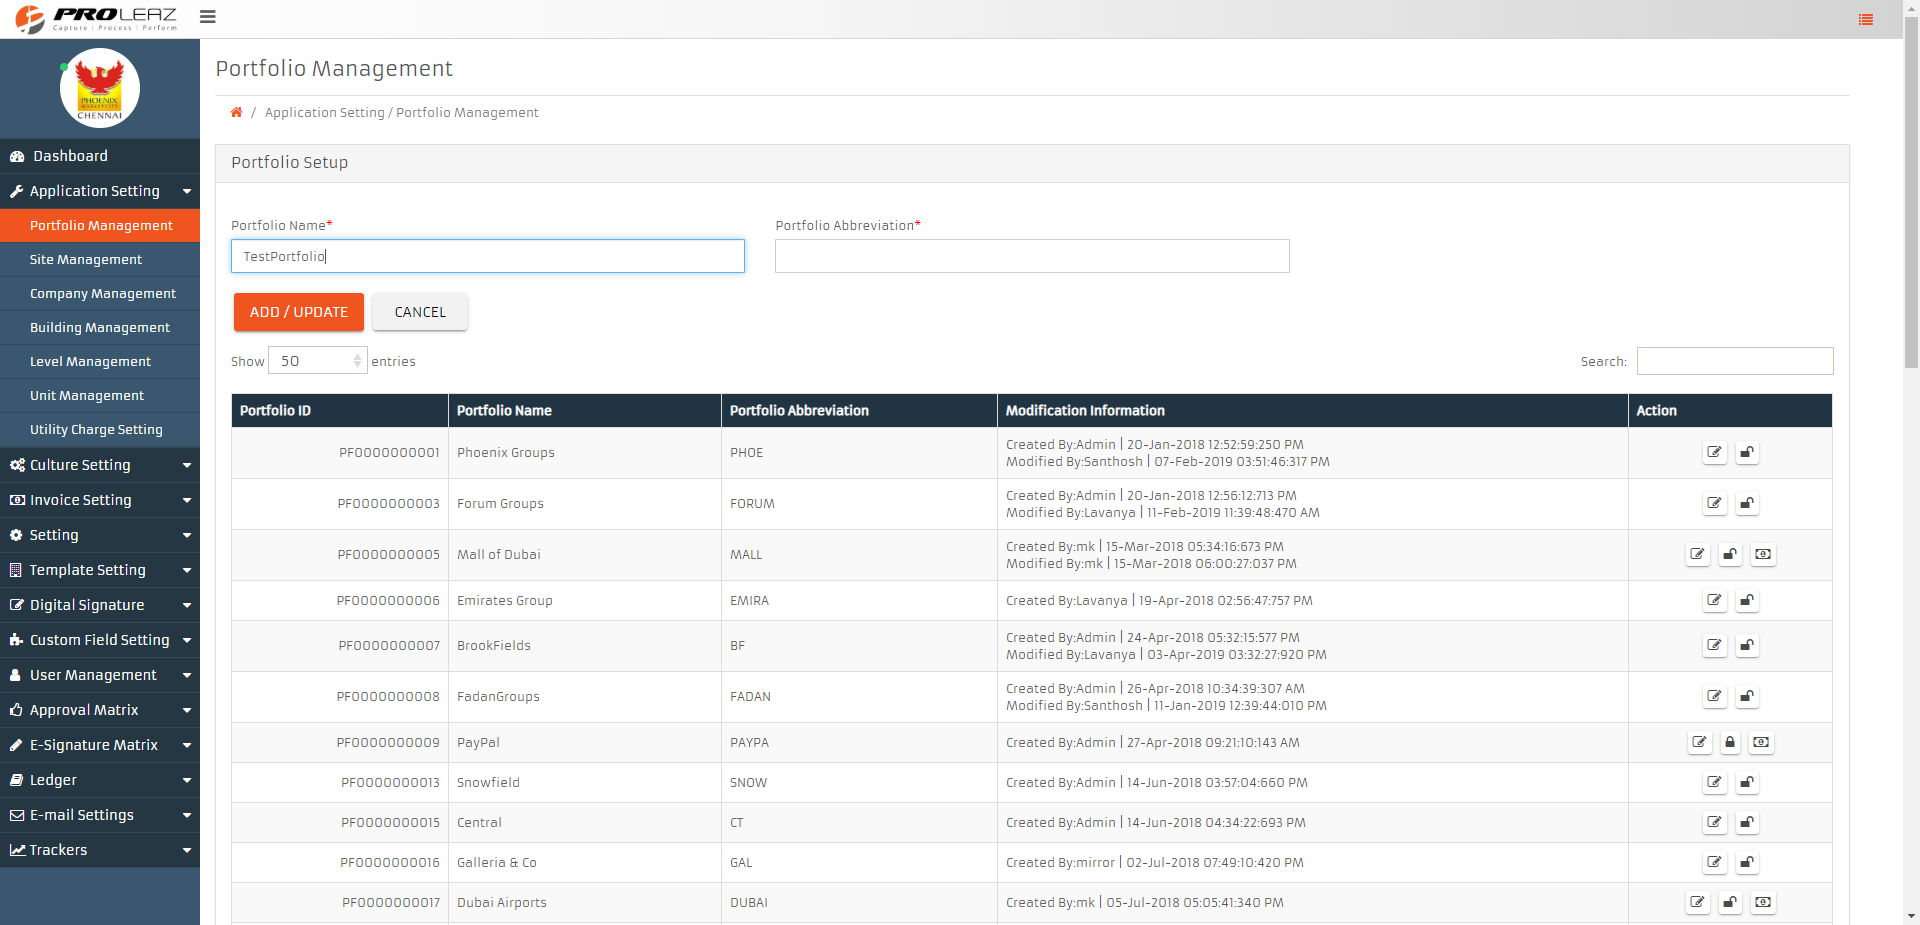 PROLEAZ
Capture | Process | Perform
PHOENIX
MARKETCITY
CHENNAI
Dashboard
Application Setting
Portfolio Management
Site Management
Company Management
Building Management
Level Management
Unit Management
Utility Charge Setting
Culture Setting
Invoice Setting
Setting
Template Setting
Digital Signature
Custom Field Setting
User Management
Approval Matrix
E-Signature Matrix
Ledger
E-mail Settings
Trackers
Portfolio Management
/ Application Setting / Portfolio Management
Portfolio Setup
Portfolio Name* Portfolio Abbreviation*
TestPortfolio
ADD / UPDATE CANCEL
Show 50 entries Search:
Portfolio ID Portfolio Name Portfolio Abbreviation Modification Information Action
PF0000000001 Phoenix Groups PHOE Created By:Admin | 20-Jan-2018 12:52:59:250 PM
Modified By:Santhosh | 07-Feb-2019 03:51:46:317 PM
PF0000000003 Forum Groups FORUM Created By:Admin | 20-Jan-2018 12:56:12:713 PM
Modified By:Lavanya | 11-Feb-2019 11:39:48:470 AM
PF0000000005 Mall of Dubai MALL Created By:mk | 15-Mar-2018 05:34:16:673 PM
Modified By:mk | 15-Mar-2018 06:00:27:037 PM
PF0000000006 Emirates Group EMIRA Created By:Lavanya | 19-Apr-2018 02:56:47:757 PM
PF0000000007 BrookFields BF Created By:Admin | 24-Apr-2018 05:32:15:577 PM
Modified By:Lavanya | 03-Apr-2019 03:32:27:920 PM
PF0000000008 FadanGroups FADAN Created By:Admin | 26-Apr-2018 10:34:39:307 AM
Modified By:Santhosh | 11-Jan-2019 12:39:44:010 PM
PF0000000009 PayPal PAYPA Created By:Admin | 27-Apr-2018 09:21:10:143 AM
PF0000000013 Snowfield SNOW Created By:Admin | 14-Jun-2018 03:57:04:660 PM
PF0000000015 Central CT Created By:Admin | 14-Jun-2018 04:34:22:693 PM
PF0000000016 Galleria & Co GAL Created By:mirror | 02-Jul-2018 07:49:10:420 PM
PF0000000017 Dubai Airports DUBAI Created By:mk | 05-Jul-2018 05:05:41:340 PM